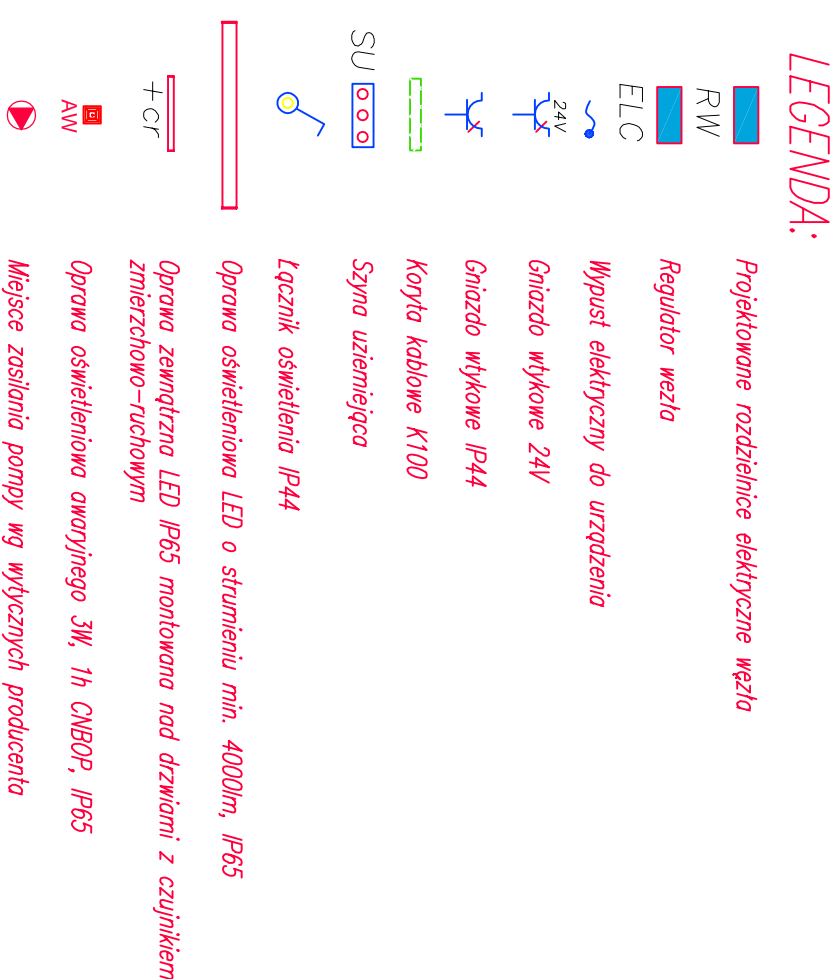 LEGENDA:
RW Projektowane rozdzielnice elektryczne węzła
ELC Regulator wezła
Wypust elektryczny do urządzenia
24V Gniazdo wtykowe 24V
Gniazdo wtykowe IP44
Koryta kablowe K100
SU Szyna uziemiejąca
Łącznik oświetlenia IP44
Oprawa oświetleniowa LED o strumieniu min. 4000lm, IP65
+cr Oprawa zewnątrzna LED IP65 montowana nad drzwiami z czujnikiem
zmierzchowo-ruchowym
AW Oprawa oświetleniowa awaryjnego 3W, 1h CNBOP, IP65
Miejsce zasilania pompy wg wytycznych producenta